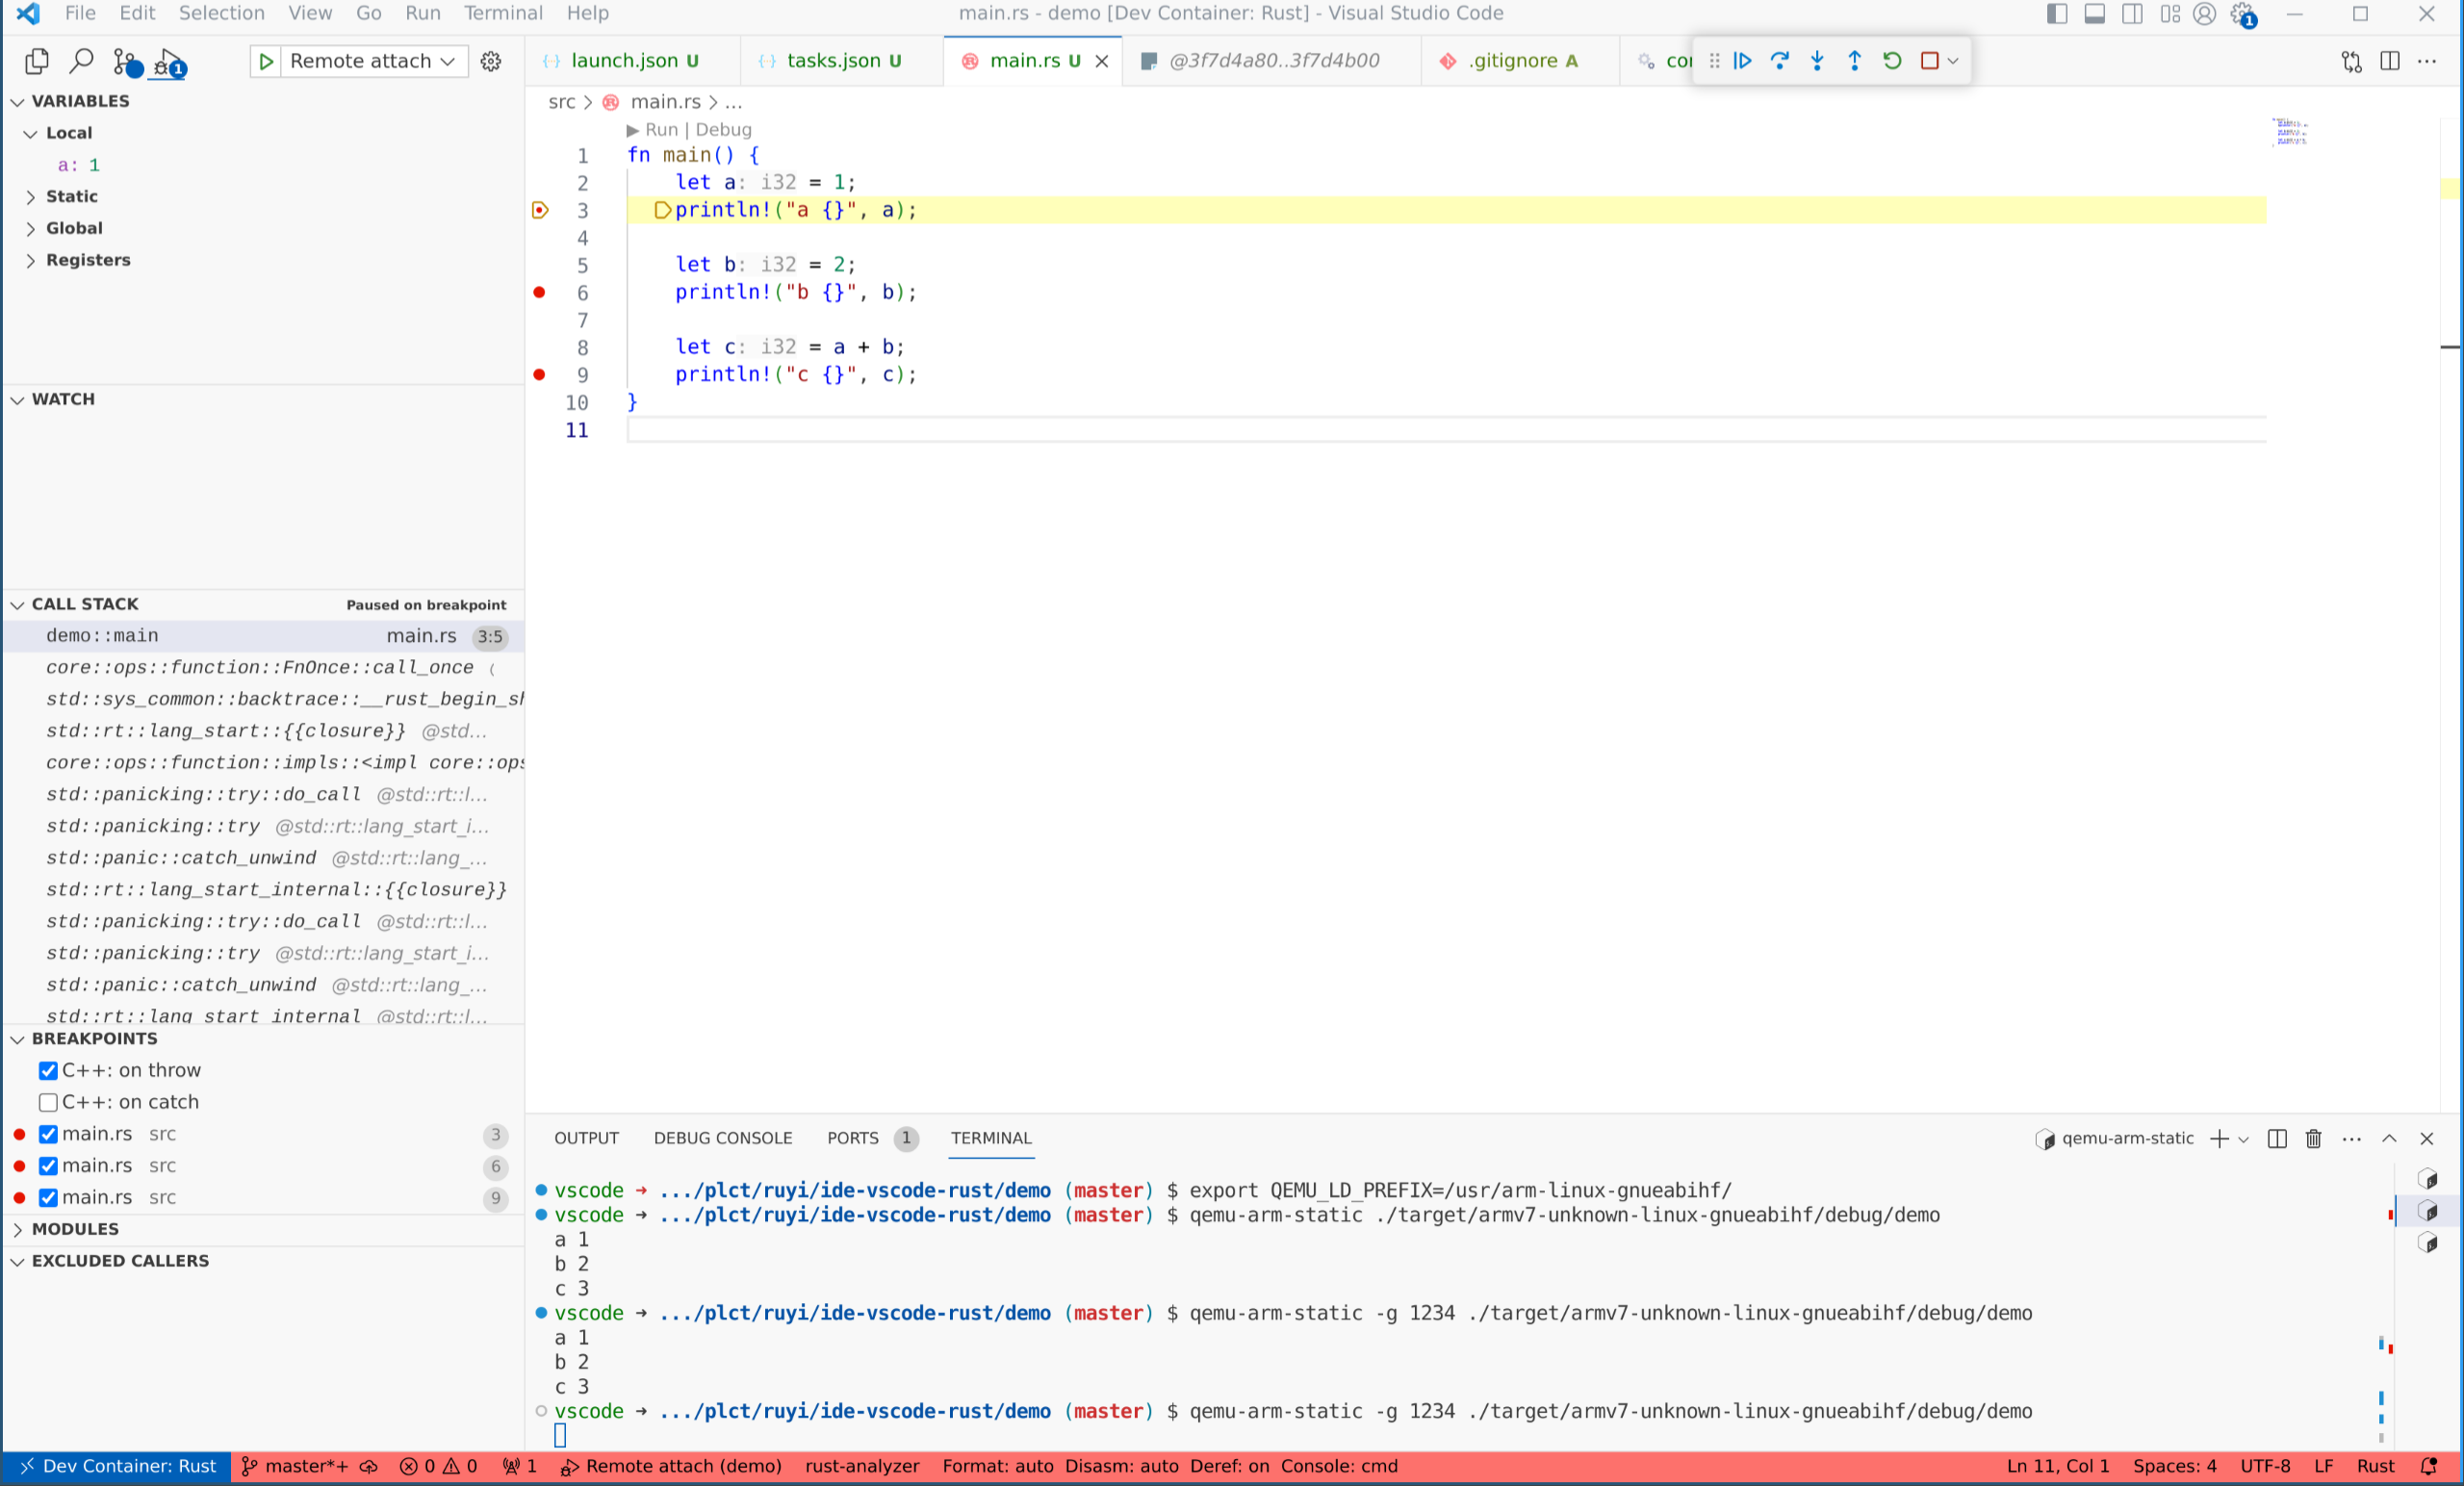 File Edit Selection View Go Run Terminal Help
main.rs - demo [Dev Container: Rust] - Visual Studio Code
1
1
Remote attach
launch.json U
tasks.json U
main.rs U
@3f7d4a80..3f7d4b00
.gitignore A
VARIABLES
Local
a: 1
Static
Global
Registers
WATCH
CALL STACK Paused on breakpoint
demo::main main.rs 3:5
core::ops::function::FnOnce::call_once (
std::sys_common::backtrace::__rust_begin_sh
std::rt::lang_start::{{closure}} @std...
core::ops::function::impls::<impl core::ops
std::panicking::try::do_call @std::rt::l...
std::panicking::try @std::rt::lang_start_i...
std::panic::catch_unwind @std::rt::lang_...
std::rt::lang_start_internal::{{closure}}
std::panicking::try::do_call @std::rt::l...
std::panicking::try @std::rt::lang_start_i...
std::panic::catch_unwind @std::rt::lang_...
std::rt::lang_start_internal @std::rt::l...
BREAKPOINTS
C++: on throw
C++: on catch
main.rs src 3
main.rs src 6
main.rs src 9
MODULES
EXCLUDED CALLERS
src > main.rs > ...
Run | Debug
1 fn main() {
2 let a: i32 = 1;
3 println!("a {}", a);
4
5 let b: i32 = 2;
6 println!("b {}", b);
7
8 let c: i32 = a + b;
9 println!("c {}", c);
10 }
11
OUTPUT DEBUG CONSOLE PORTS 1 TERMINAL
qemu-arm-static
vscode → .../plct/ruyi/ide-vscode-rust/demo (master) $ export QEMU_LD_PREFIX=/usr/arm-linux-gnueabihf/
vscode → .../plct/ruyi/ide-vscode-rust/demo (master) $ qemu-arm-static ./target/armv7-unknown-linux-gnueabihf/debug/demo
a 1
b 2
c 3
vscode → .../plct/ruyi/ide-vscode-rust/demo (master) $ qemu-arm-static -g 1234 ./target/armv7-unknown-linux-gnueabihf/debug/demo
a 1
b 2
c 3
vscode → .../plct/ruyi/ide-vscode-rust/demo (master) $ qemu-arm-static -g 1234 ./target/armv7-unknown-linux-gnueabihf/debug/demo
Dev Container: Rust master*+ 0 0 1 Remote attach (demo) rust-analyzer Format: auto Disasm: auto Deref: on Console: cmd Ln 11, Col 1 Spaces: 4 UTF-8 LF Rust